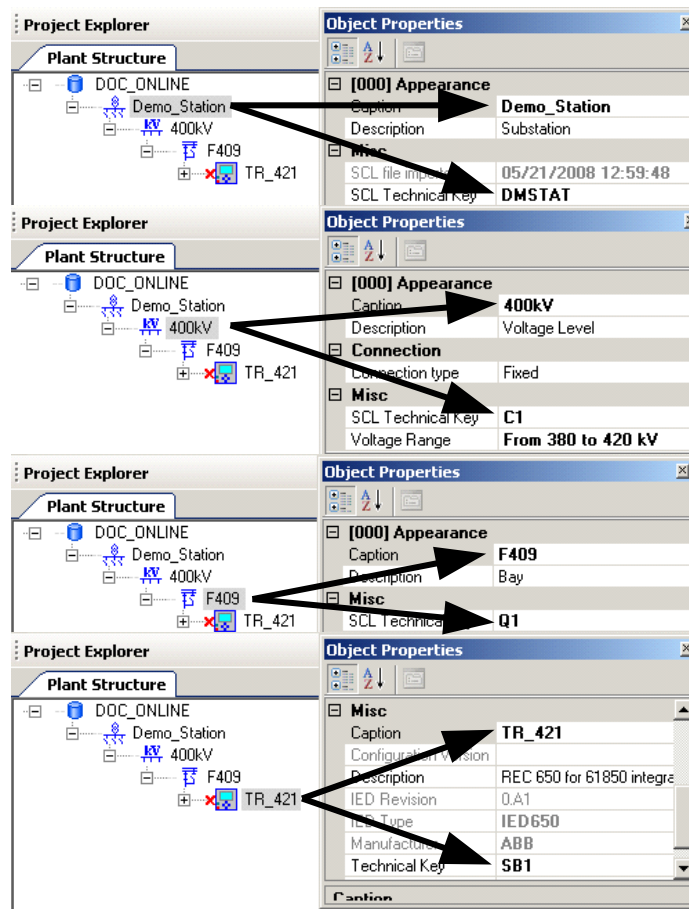 Project Explorer
Plant Structure
DOC_ONLINE
Demo_Station
400kV
F409
TR_421
Object Properties
[000] Appearance
Caption Demo_Station
Description Substation
Misc
SCL file imported 05/21/2008 12:59:48
SCL Technical Key DMSTAT
Project Explorer
Plant Structure
DOC_ONLINE
Demo_Station
400kV
F409
TR_421
Object Properties
[000] Appearance
Caption 400kV
Description Voltage Level
Connection
Connection type Fixed
Misc
SCL Technical Key C1
Voltage Range From 380 to 420 kV
Project Explorer
Plant Structure
DOC_ONLINE
Demo_Station
400kV
F409
TR_421
Object Properties
[000] Appearance
Caption F409
Description Bay
Misc
SCL Technical Key Q1
Project Explorer
Plant Structure
DOC_ONLINE
Demo_Station
400kV
F409
TR_421
Object Properties
Misc
Caption TR_421
Configuration Version
Description REC 650 for 61850 integra
IED Revision 0.A1
IED Type IED650
Manufacturer ABB
Technical Key SB1
Caption